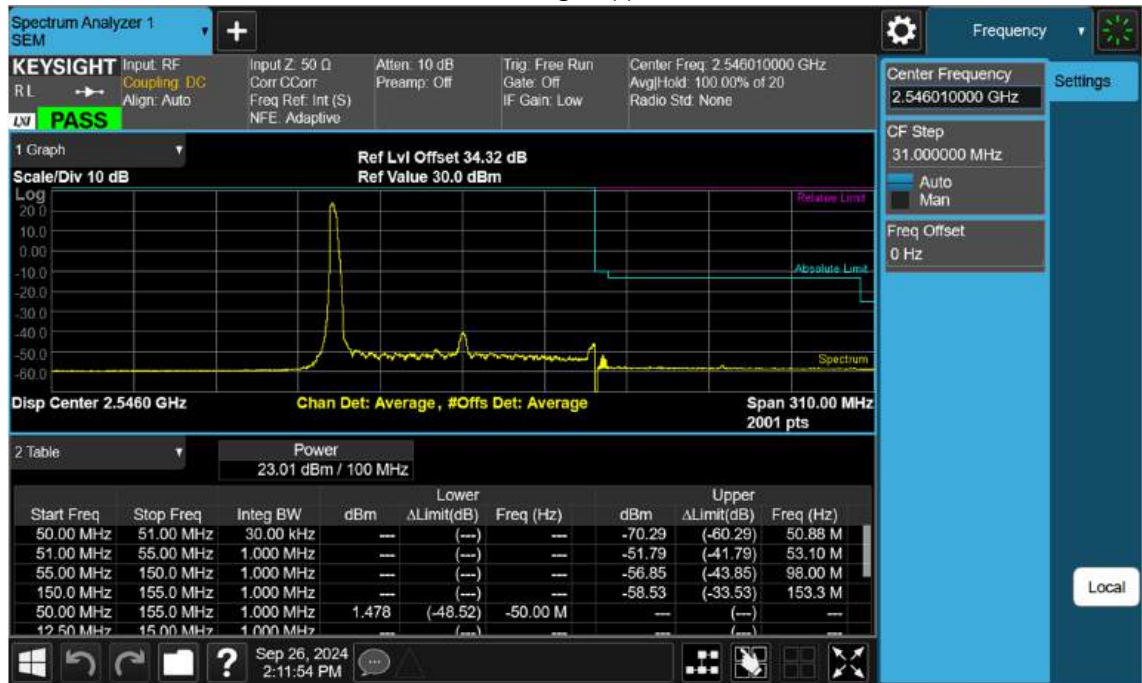 Spectrum Analyzer 1
SEM
+
Frequency
KEYSIGHT
RL
LXI PASS
Input: RF
Coupling: DC
Align: Auto
Input Z: 50 Ω
Corr CCorr
Freq Ref: Int (S)
NFE: Adaptive
Atten: 10 dB
Preamp: Off
Trig: Free Run
Gate: Off
IF Gain: Low
Center Freq: 2.546010000 GHz
Avg|Hold: 100.00% of 20
Radio Std: None
Center Frequency
2.546010000 GHz
Settings
CF Step
31.000000 MHz
Auto
Man
Freq Offset
0 Hz
Local
1 Graph
Scale/Div 10 dB
Ref Lvl Offset 34.32 dB
Ref Value 30.0 dBm
Log
20.0
10.0
0.00
-10.0
-20.0
-30.0
-40.0
-50.0
-60.0
Relative Limit
Absolute Limit
Spectrum
Disp Center 2.5460 GHz
Chan Det: Average, #Offs Det: Average
Span 310.00 MHz
2001 pts
2 Table
Power
23.01 dBm / 100 MHz
Lower Upper
Start Freq Stop Freq Integ BW dBm ΔLimit(dB) Freq (Hz) dBm ΔLimit(dB) Freq (Hz)
50.00 MHz 51.00 MHz 30.00 kHz --- (---) --- -70.29 (-60.29) 50.88 M
51.00 MHz 55.00 MHz 1.000 MHz --- (---) --- -51.79 (-41.79) 53.10 M
55.00 MHz 150.0 MHz 1.000 MHz --- (---) --- -56.85 (-43.85) 98.00 M
150.0 MHz 155.0 MHz 1.000 MHz --- (---) --- -58.53 (-33.53) 153.3 M
50.00 MHz 155.0 MHz 1.000 MHz 1.478 (-48.52) -50.00 M --- (---) ---
12.50 MHz 15.00 MHz 1.000 MHz --- (---) --- --- (---) ---
?
Sep 26, 2024
2:11:54 PM